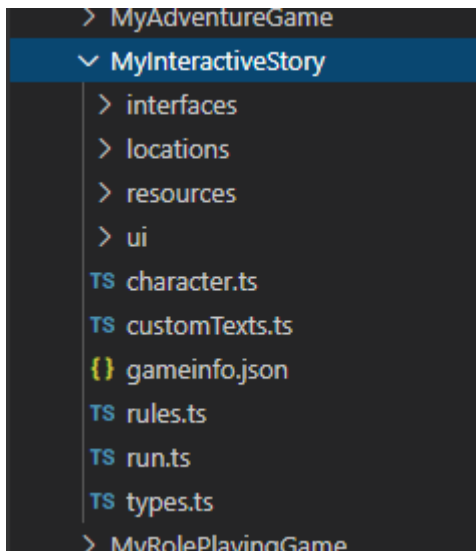 MyAdventureGame
MyInteractiveStory
interfaces
locations
resources
ui
TS character.ts
TS customTexts.ts
{} gameinfo.json
TS rules.ts
TS run.ts
TS types.ts
MyRolePlayingGame